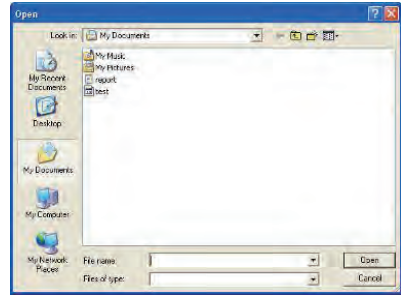 Open
Look in: My Documents
My Music
My Pictures
report
test
My Recent
Documents
Desktop
My Documents
My Computer
My Network
Places
File name:
Files of type:
Open
Cancel